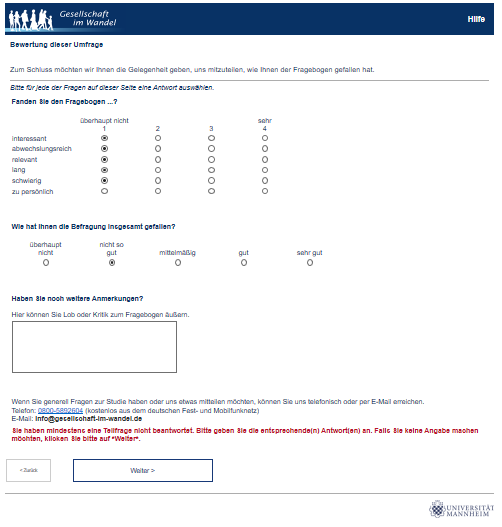 Gesellschaft
im Wandel
Hilfe
Bewertung dieser Umfrage
Zum Schluss möchten wir Ihnen die Gelegenheit geben, uns mitzuteilen, wie Ihnen der Fragebogen gefallen hat.
Bitte für jede der Fragen auf dieser Seite eine Antwort auswählen.
Fanden Sie den Fragebogen ...?
überhaupt nicht sehr
1 2 3 4
interessant
abwechslungsreich
relevant
lang
schwierig
zu persönlich
Wie hat Ihnen die Befragung insgesamt gefallen?
überhaupt nicht so
nicht gut mittelmäßig gut sehr gut
Haben Sie noch weitere Anmerkungen?
Hier können Sie Lob oder Kritik zum Fragebogen äußern.
Wenn Sie generell Fragen zur Studie haben oder uns etwas mitteilen möchten, können Sie uns telefonisch oder per E-Mail erreichen.
Telefon: 0800-5892604 (kostenlos aus dem deutschen Fest- und Mobilfunknetz)
E-Mail: info@gesellschaft-im-wandel.de
Sie haben mindestens eine Teilfrage nicht beantwortet. Bitte geben Sie die entsprechende(n) Antwort(en) an. Falls Sie keine Angabe machen
möchten, klicken Sie bitte auf "Weiter".
< Zurück Weiter >
UNIVERSITÄT
MANNHEIM